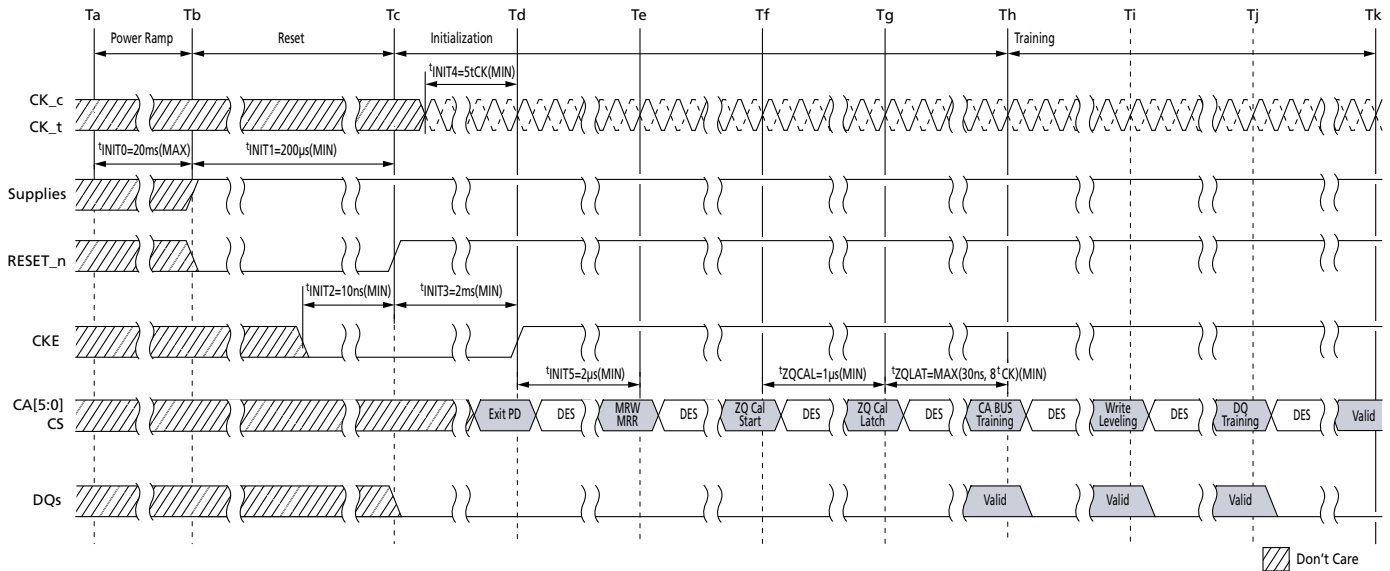 Ta Tb Tc Td Te Tf Tg Th Ti Tj Tk
Power Ramp Reset Initialization Training
tINIT4=5tCK(MIN)
CK_c
CK_t
tINIT0=20ms(MAX) tINIT1=200μs(MIN)
Supplies
RESET_n
tINIT2=10ns(MIN) tINIT3=2ms(MIN)
CKE
tINIT5=2μs(MIN) tZQCAL=1μs(MIN) tZQLAT=MAX(30ns, 8tCK)(MIN)
CA[5:0]
CS
Exit PD DES MRW
MRR DES ZQ Cal
Start DES ZQ Cal
Latch DES CA BUS
Training DES Write
Leveling DES DQ
Training DES Valid
DQs Valid Valid Valid
Don't Care